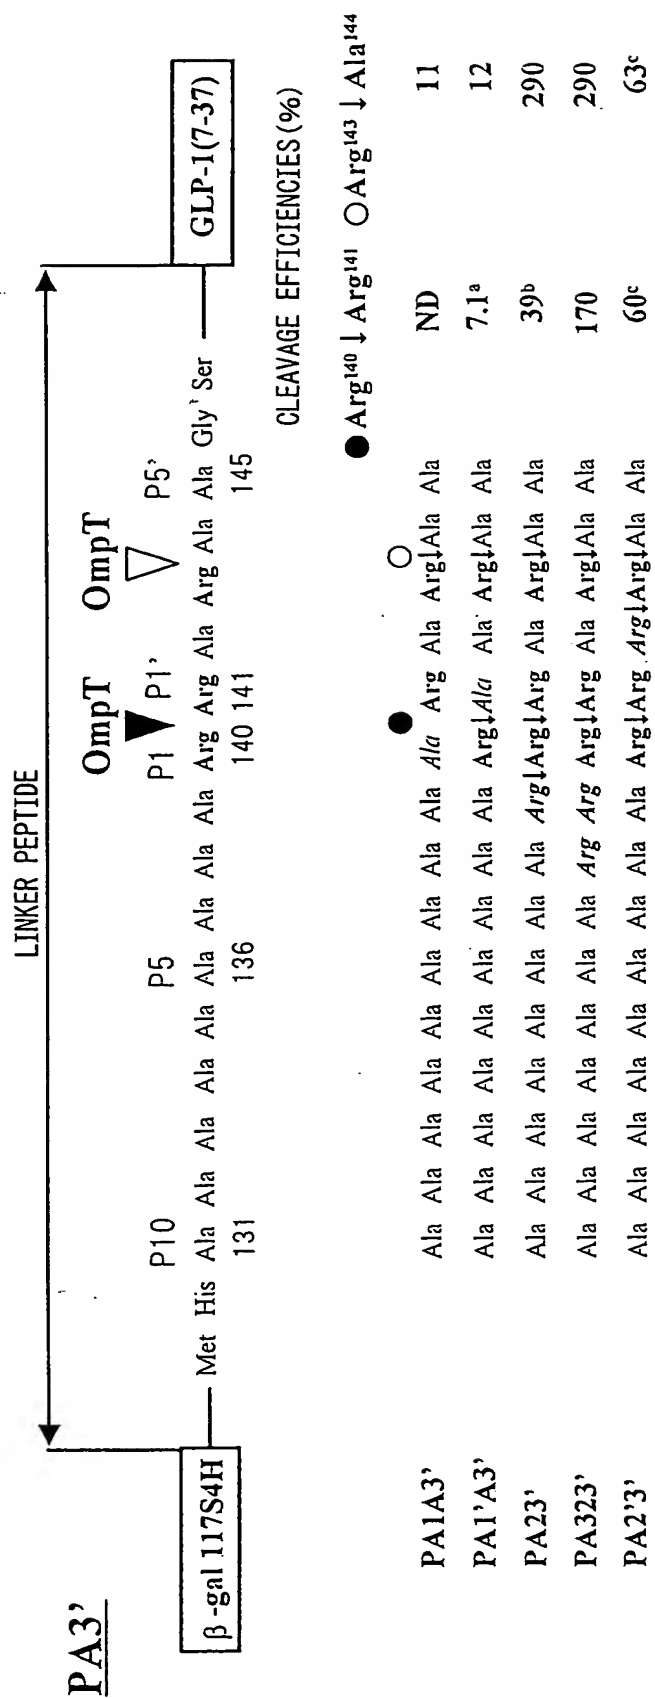 PA3'
LINKER PEPTIDE
OmpT OmpT
P10 P5 P1 P1' P5'
β-gal 117S4H Met His Ala Ala Ala Ala Ala Ala Ala Ala Ala Arg Arg Ala Arg Ala Ala Gly Ser GLP-1(7-37)
131 136 140 141 145
CLEAVAGE EFFICIENCIES(%)
●Arg¹⁴⁰↓Arg¹⁴¹ ○Arg¹⁴³↓Ala¹⁴⁴
PA1A3' Ala Ala Ala Ala Ala Ala Ala Ala Ala Ala Arg Ala Arg↓Ala Ala ND 11
PA1'A3' Ala Ala Ala Ala Ala Ala Ala Ala Ala Arg↓Ala Ala Arg↓Ala Ala 7.1ᵃ 12
PA23' Ala Ala Ala Ala Ala Ala Ala Ala Arg↓Arg↓Arg Ala Arg↓Ala Ala 39ᵇ 290
PA323' Ala Ala Ala Ala Ala Ala Ala Arg Arg Arg↓Arg Ala Arg↓Ala Ala 170 290
PA2'3' Ala Ala Ala Ala Ala Ala Ala Ala Ala Arg↓Arg Arg↓Arg↓Ala Ala 60ᶜ 63ᶜ